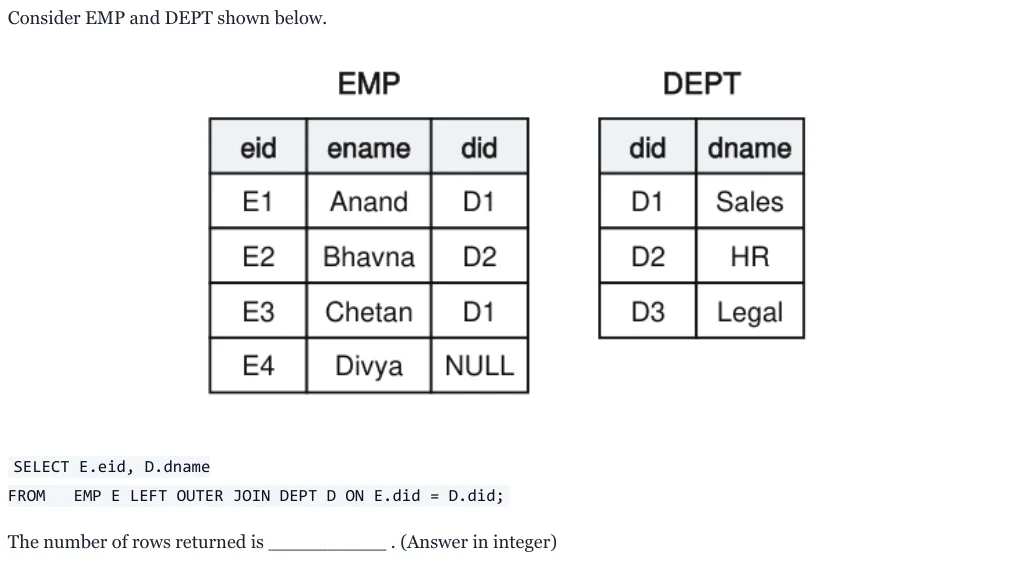 Consider EMP and DEPT shown below.
EMP DEPT
eid ename did did dname
E1 Anand D1 D1 Sales
E2 Bhavna D2 D2 HR
E3 Chetan D1 D3 Legal
E4 Divya NULL
SELECT E.eid, D.dname
FROM   EMP E LEFT OUTER JOIN DEPT D ON E.did = D.did;
The number of rows returned is ____________ . (Answer in integer)